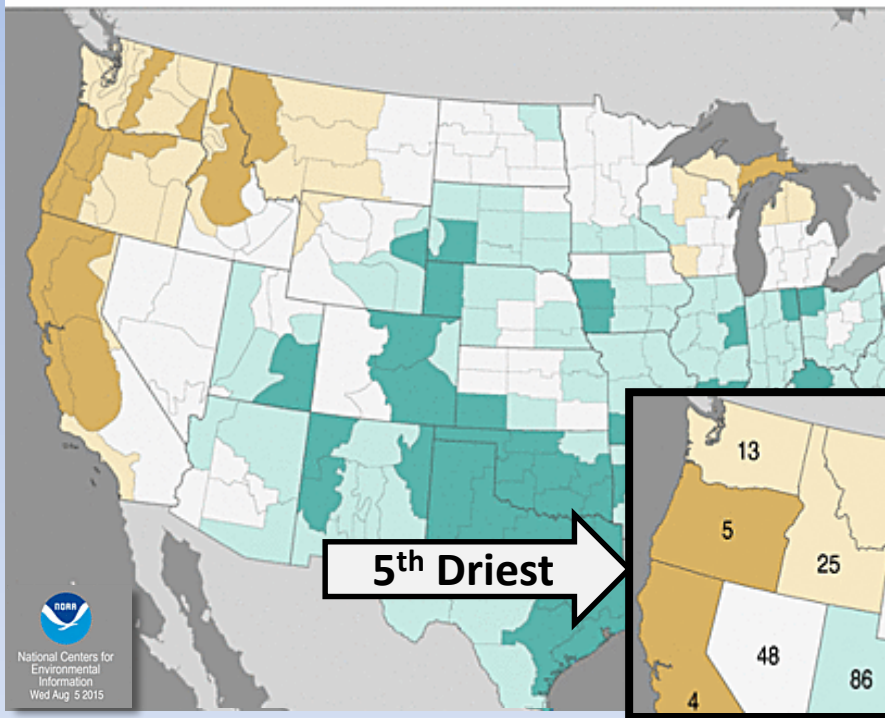 13
5
5th Driest
25
48
86
4
NOAA
National Centers for
Environmental
Information
Wed Aug 5 2015